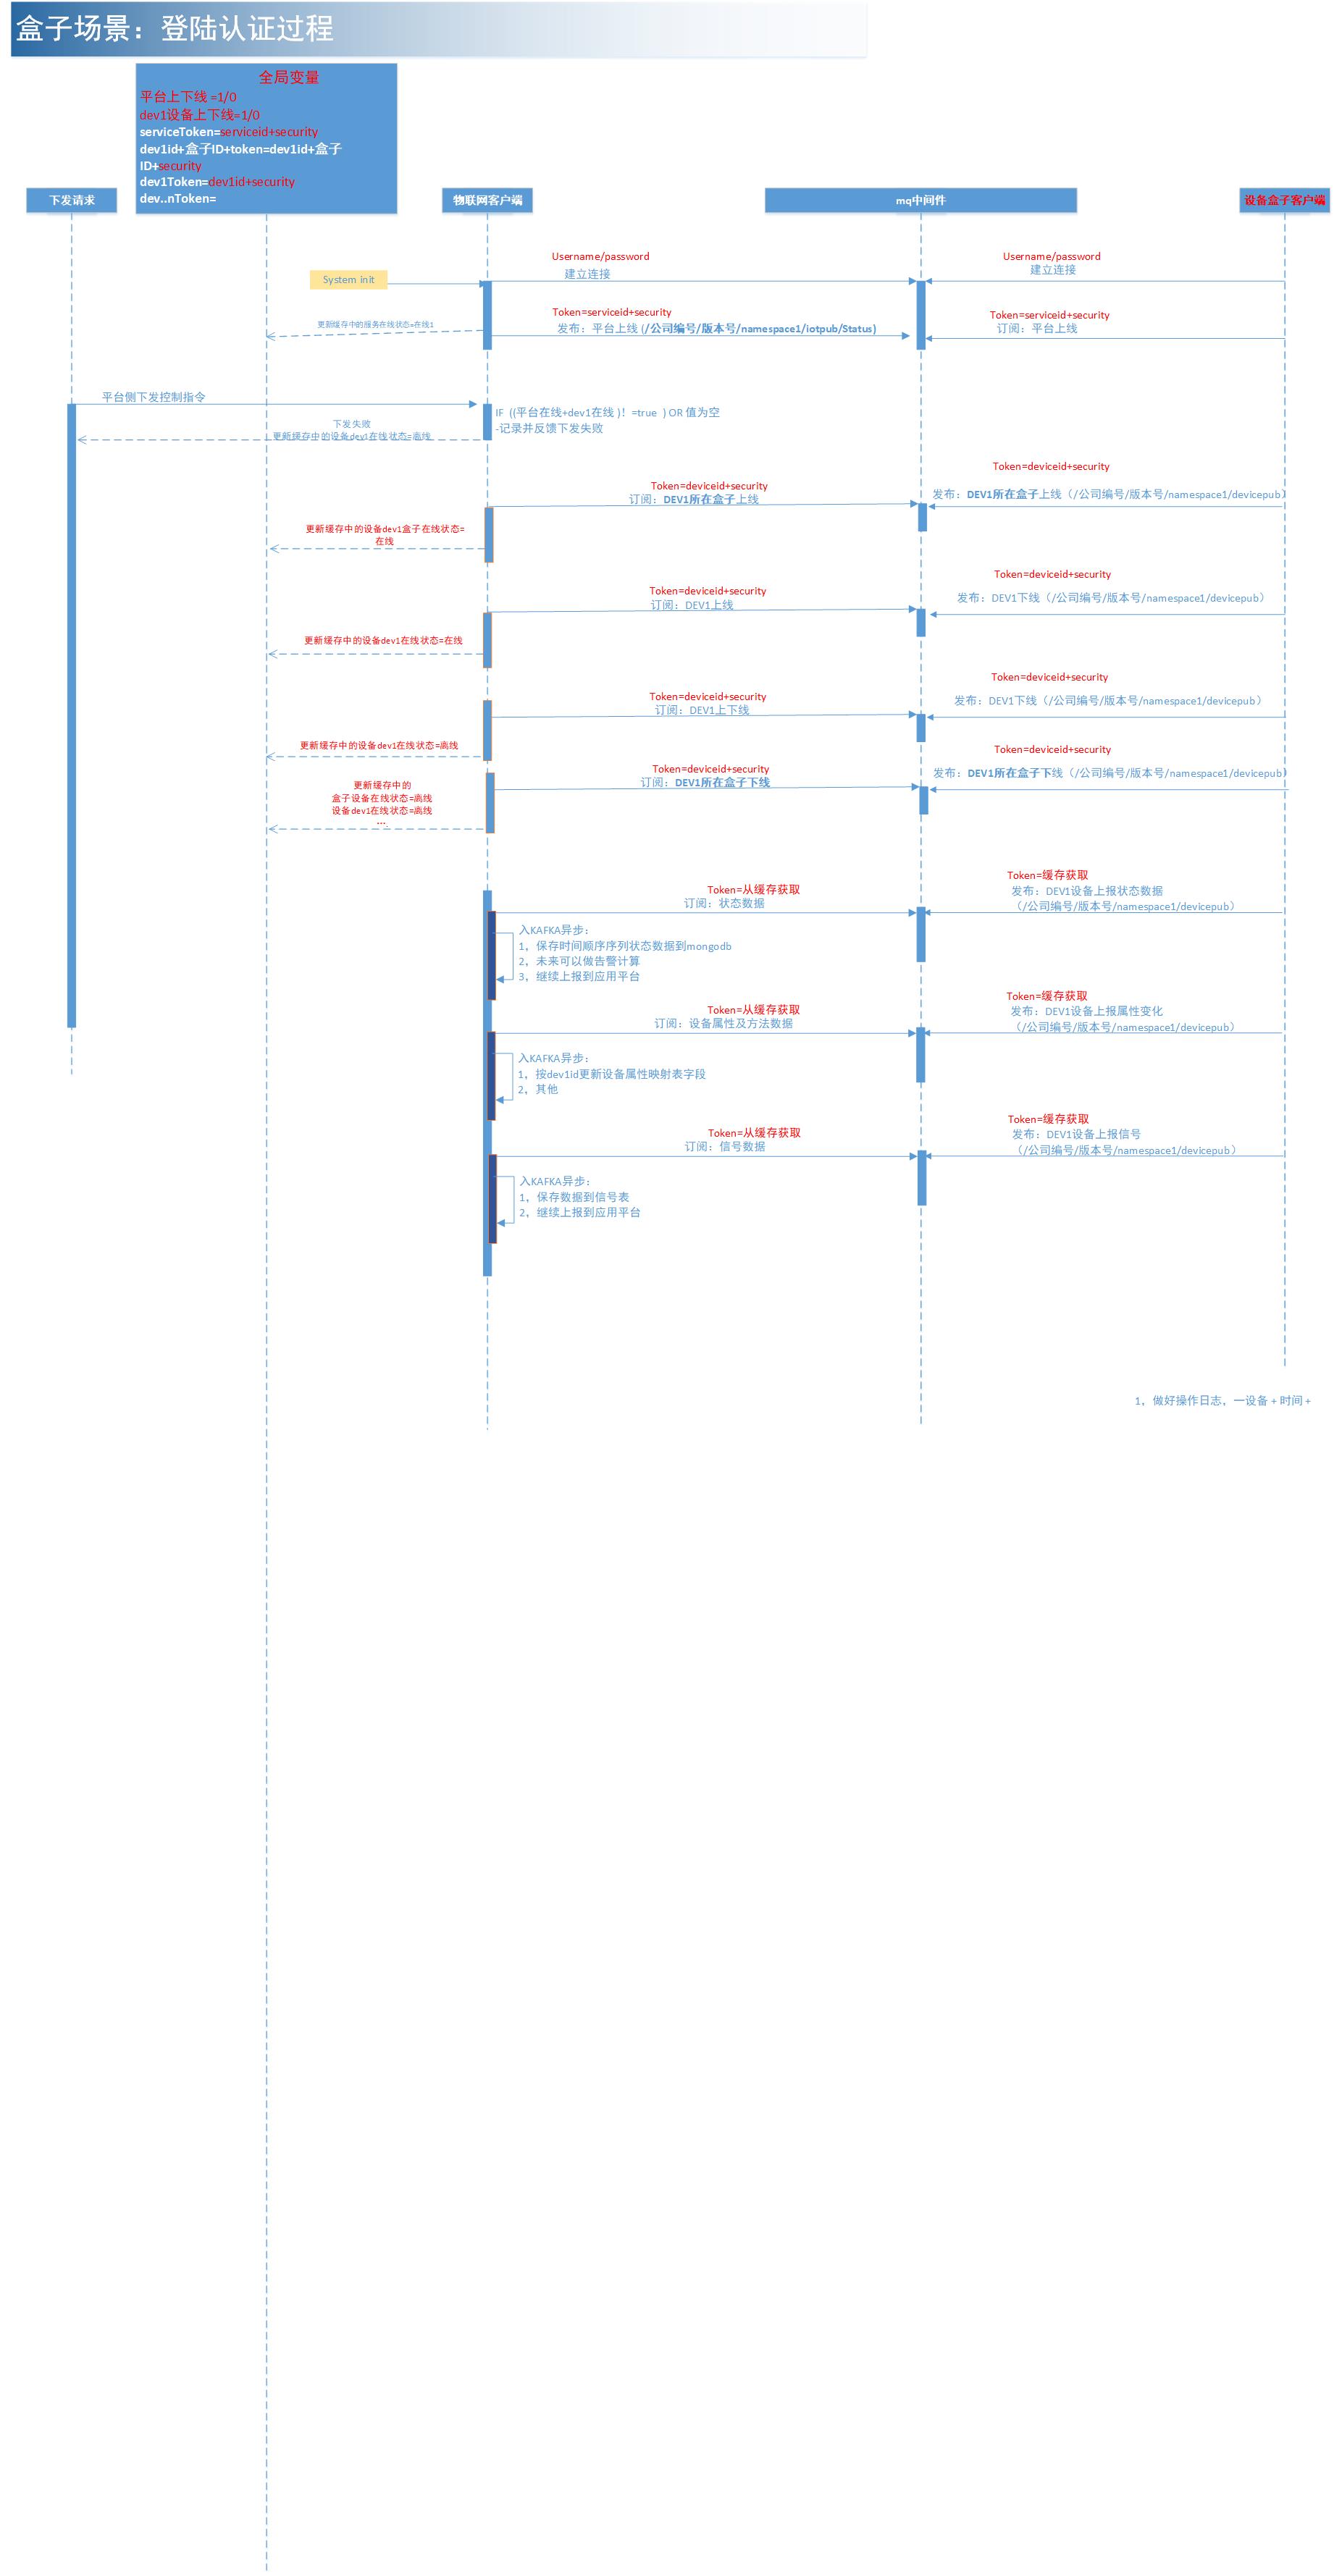 盒子场景：登陆认证过程
全局变量
平台上下线 =1/0
dev1设备上下线=1/0
serviceToken=serviceid+security
dev1id+盒子ID+token=dev1id+盒子
ID+security
dev1Token=dev1id+security
dev..nToken=
下发请求
物联网客户端
mq中间件
设备盒子客户端
Username/password
建立连接
Username/password
建立连接
System init
Token=serviceid+security
发布：平台上线 (/公司编号/版本号/namespace1/iotpub/Status)
Token=serviceid+security
订阅：平台上线
更新缓存中的服务在线状态=在线1
平台侧下发控制指令
IF  ((平台在线+dev1在线 )！=true  ) OR 值为空
-记录并反馈下发失败
下发失败
更新缓存中的设备dev1在线状态=离线
Token=deviceid+security
订阅：DEV1所在盒子上线
Token=deviceid+security
发布：DEV1所在盒子上线（/公司编号/版本号/namespace1/devicepub）
更新缓存中的设备dev1盒子在线状态=
在线
Token=deviceid+security
订阅：DEV1上线
Token=deviceid+security
发布：DEV1下线（/公司编号/版本号/namespace1/devicepub）
更新缓存中的设备dev1在线状态=在线
Token=deviceid+security
订阅：DEV1上下线
Token=deviceid+security
发布：DEV1下线（/公司编号/版本号/namespace1/devicepub）
更新缓存中的设备dev1在线状态=离线
Token=deviceid+security
订阅：DEV1所在盒子下线
Token=deviceid+security
发布：DEV1所在盒子下线（/公司编号/版本号/namespace1/devicepub）
更新缓存中的
盒子设备在线状态=离线
设备dev1在线状态=离线
…
Token=从缓存获取
订阅：状态数据
Token=缓存获取
发布：DEV1设备上报状态数据
（/公司编号/版本号/namespace1/devicepub）
入KAFKA异步：
1，保存时间顺序序列状态数据到mongodb
2，未来可以做告警计算
3，继续上报到应用平台
Token=从缓存获取
订阅：设备属性及方法数据
Token=缓存获取
发布：DEV1设备上报属性变化
（/公司编号/版本号/namespace1/devicepub）
入KAFKA异步：
1，按dev1id更新设备属性映射表字段
2，其他
Token=从缓存获取
订阅：信号数据
Token=缓存获取
发布：DEV1设备上报信号
（/公司编号/版本号/namespace1/devicepub）
入KAFKA异步：
1，保存数据到信号表
2，继续上报到应用平台
1，做好操作日志，一设备 + 时间 +